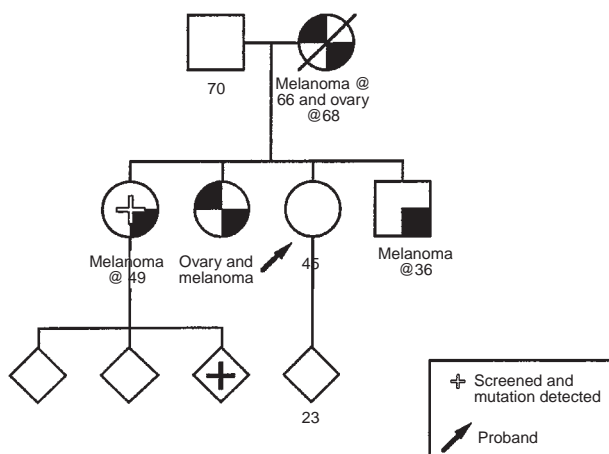 70
Melanoma @
66 and ovary
@68
Melanoma
@ 49
Ovary and
melanoma
45
Melanoma
@36
23
Screened and
mutation detected
Proband